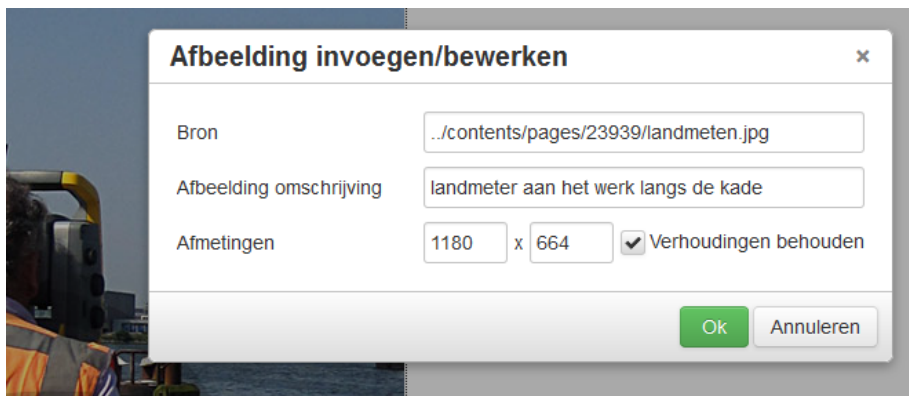 Afbeelding invoegen/bewerken ×
Bron ../contents/pages/23939/landmeten.jpg
Afbeelding omschrijving landmeter aan het werk langs de kade
Afmetingen 1180 x 664 Verhoudingen behouden
Ok Annuleren